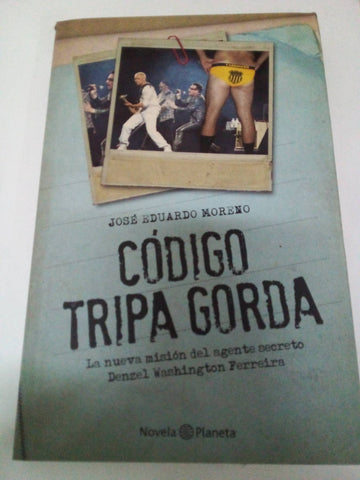 JOSÉ EDUARDO MORENO
CÓDIGO
TRIPA GORDA
La nueva misión del agente secreto
Denzel Washington Ferreira
Novela Planeta